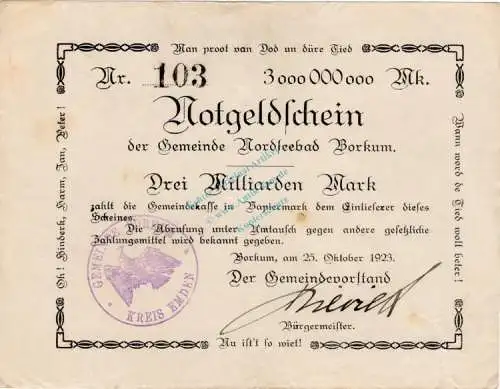 Man proot van Dod un düre Tied
Nr. 103 3 000 000 000 Mk.
Notgeldschein
der Gemeinde Nordseebad Borkum.
Drei Milliarden Mark
zahlt die Gemeindekasse in Papiermark dem Einlieferer dieses
Scheines.
Die Abrufung unter Umtausch gegen andere gesetzliche
Zahlungsmittel wird bekannt gegeben.
Borkum, am 25. Oktober 1923.
Der Gemeindevorstand
Bürgermeister.
Nu is't so wiet!
Oh! Hinderk, Harm, Jan, Peter!
Wann word de Tied woll beter!
GEMEINDE
KREIS EMDEN